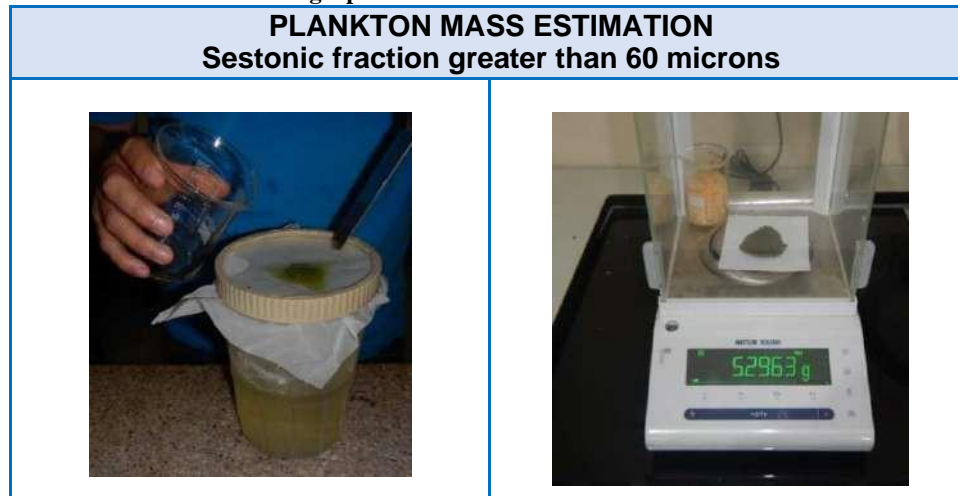 PLANKTON MASS ESTIMATION
Sestonic fraction greater than 60 microns
METTLER TOLEDO
52963 g